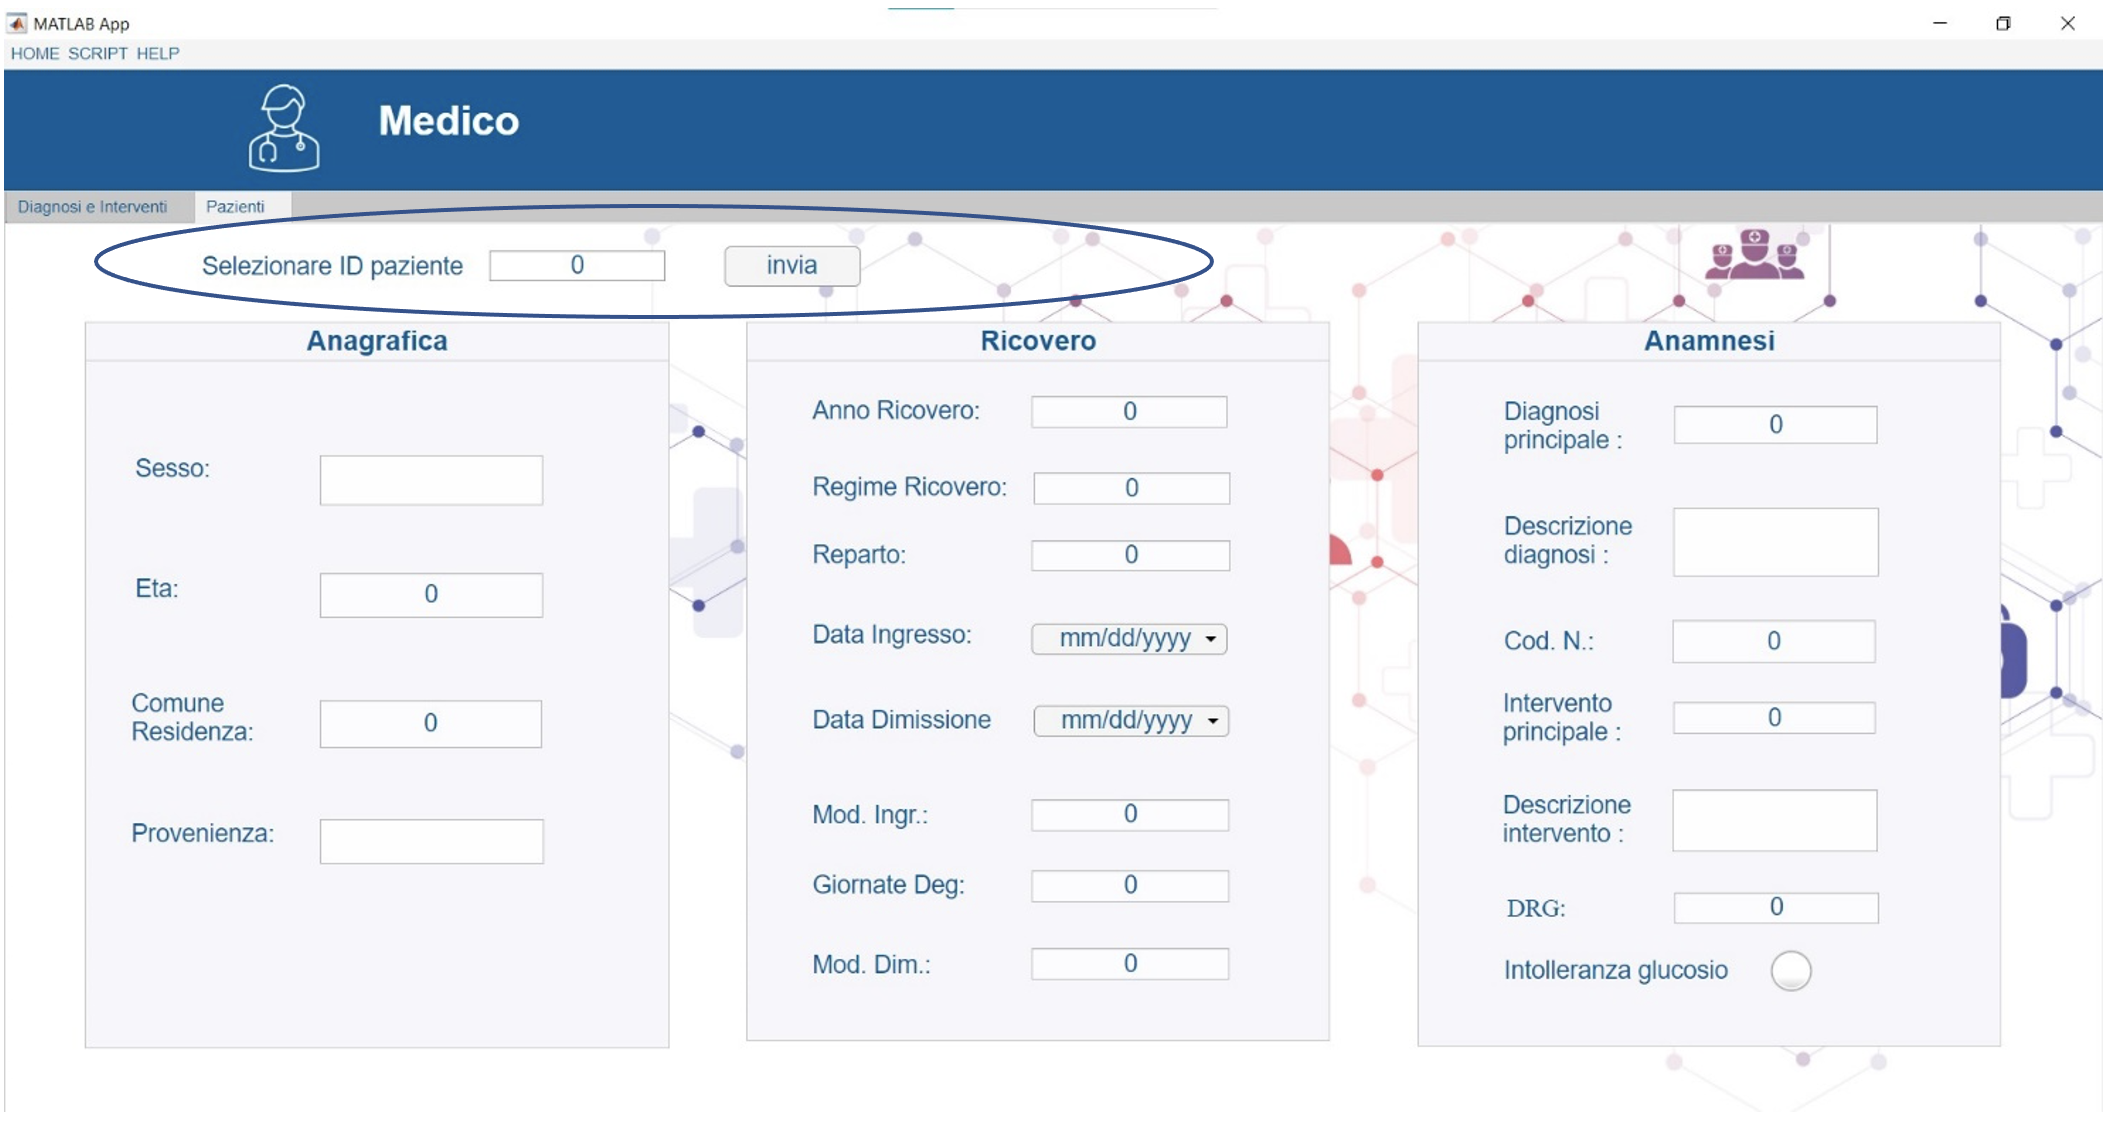 MATLAB App
HOME SCRIPT HELP
Medico
Diagnosi e Interventi
Pazienti
Selezionare ID paziente 0
invia
Anagrafica
Sesso:
Eta: 0
Comune
Residenza: 0
Provenienza:
Ricovero
Anno Ricovero: 0
Regime Ricovero: 0
Reparto: 0
Data Ingresso: mm/dd/yyyy
Data Dimissione mm/dd/yyyy
Mod. Ingr.: 0
Giornate Deg: 0
Mod. Dim.: 0
Anamnesi
Diagnosi
principale : 0
Descrizione
diagnosi :
Cod. N.: 0
Intervento
principale : 0
Descrizione
intervento :
DRG: 0
Intolleranza glucosio